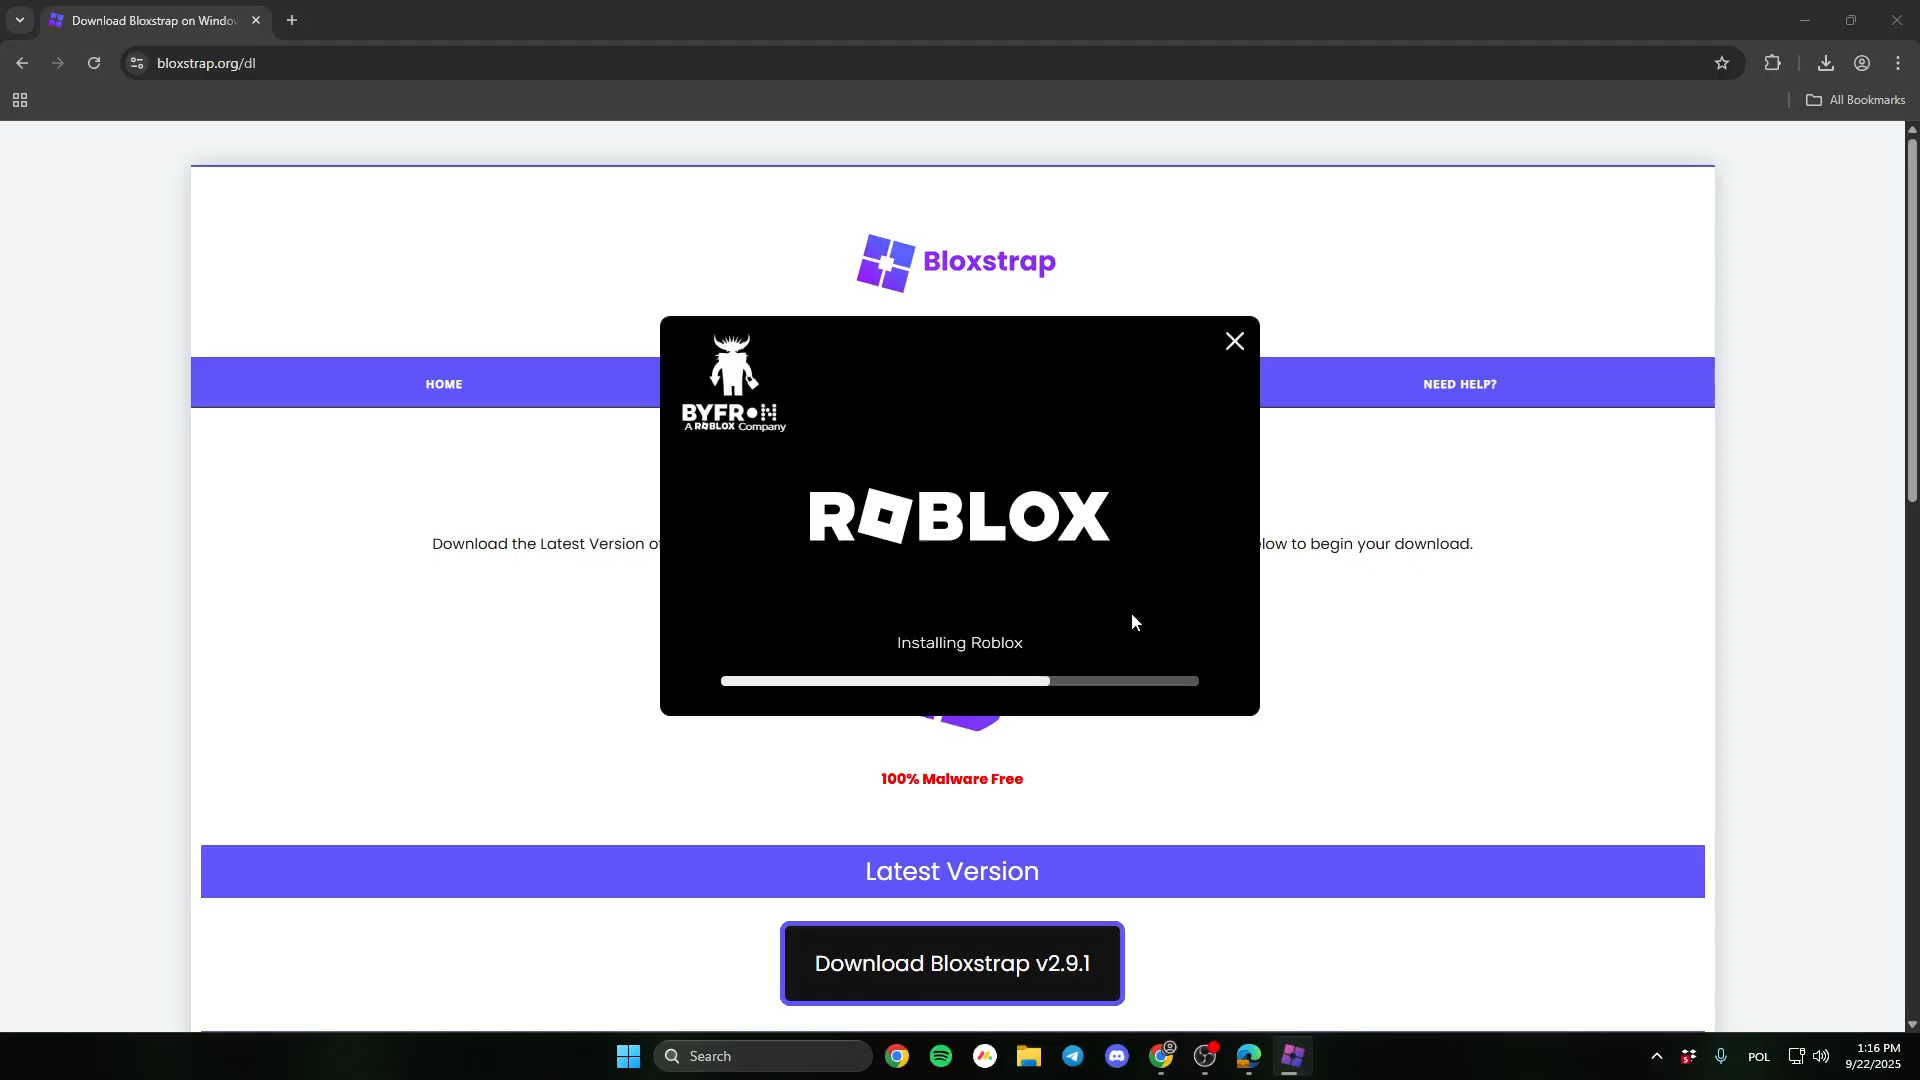 Download Bloxstrap on Windo
bloxstrap.org/dl
All Bookmarks
Bloxstrap
HOME
NEED HELP?
BYFRON
A ROBLOX Company
ROBLOX
Download the Latest Version of
low to begin your download.
Installing Roblox
100% Malware Free
Latest Version
Download Bloxstrap v2.9.1
Search
POL
1:16 PM
9/22/2025